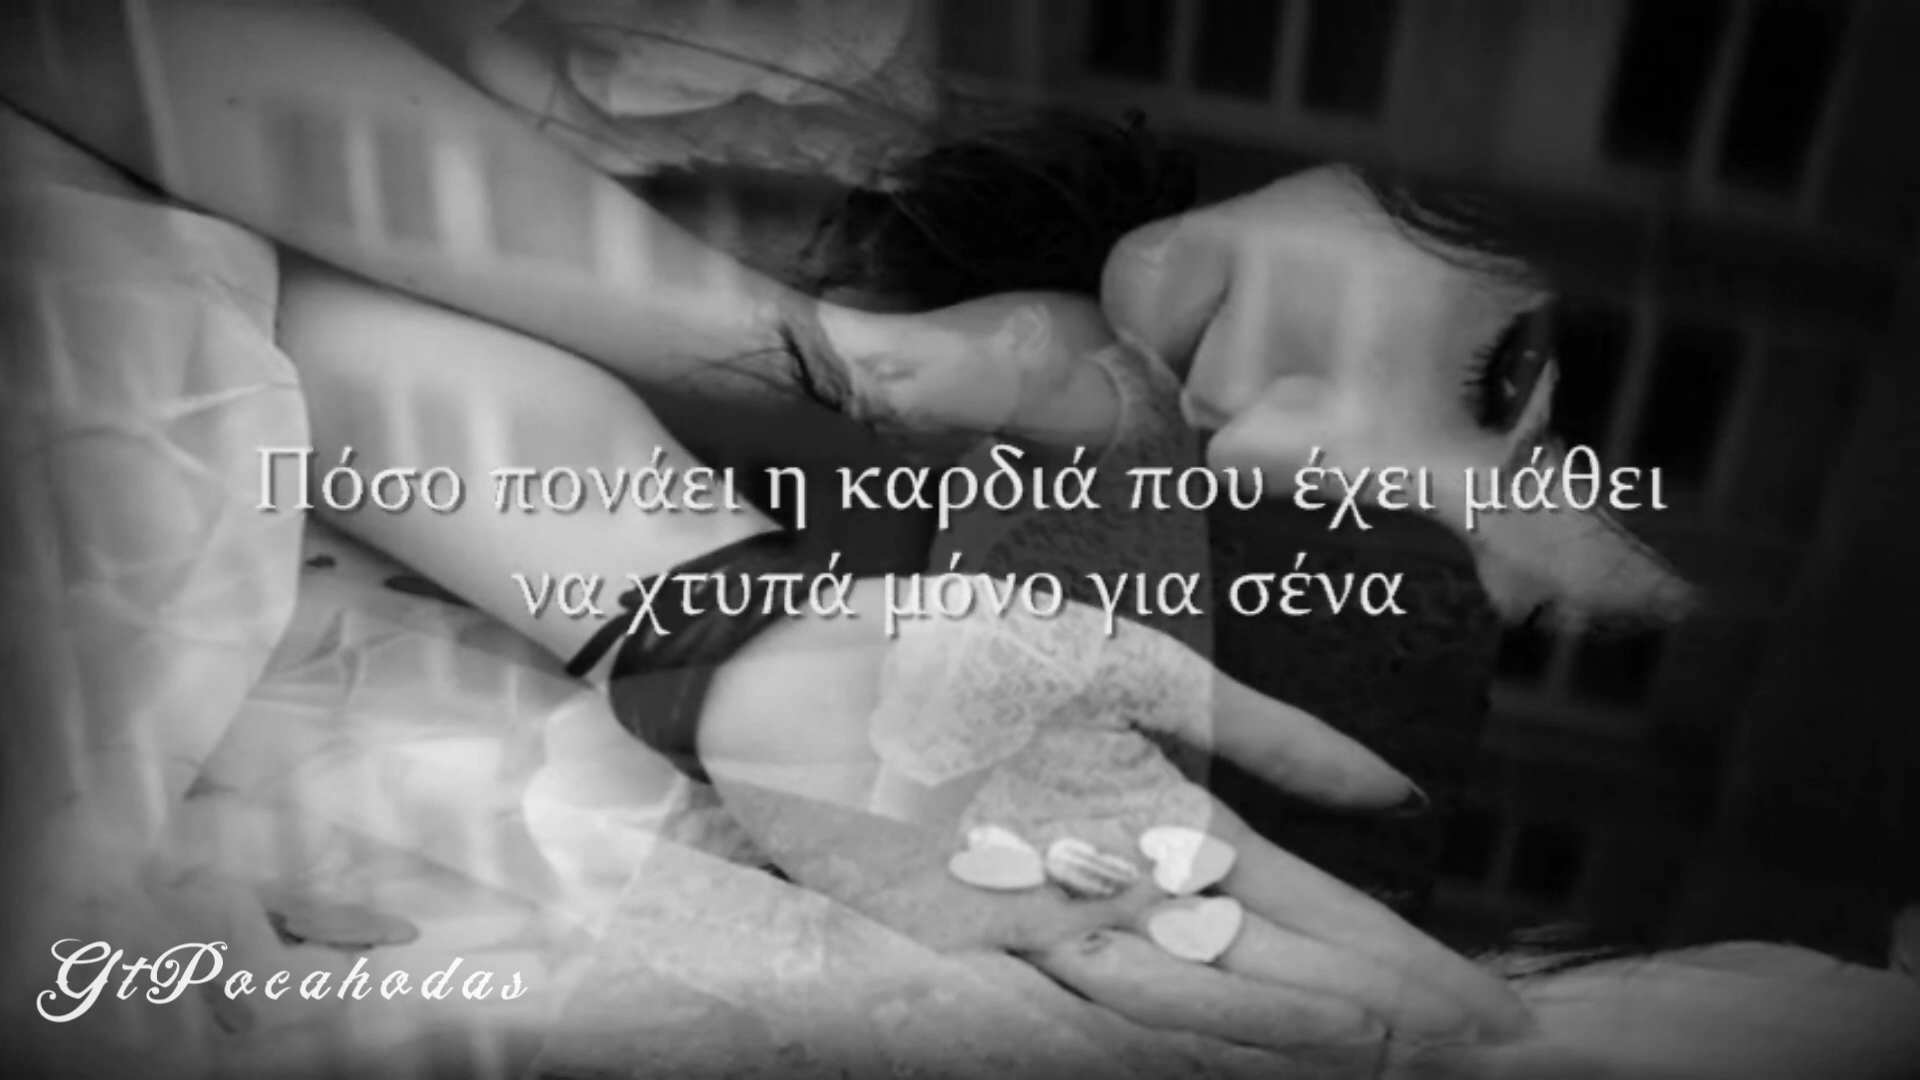 Πόσο πονάει η καρδιά που έχει μάθει
να χτυπά μόνο για σένα
GtPocahodas